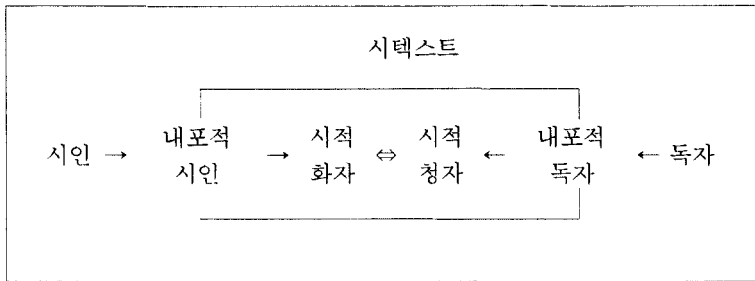 시텍스트
내포적 시적 시적 내포적
시인 → → ⇔ ← ← 독자
시인 화자 청자 독자